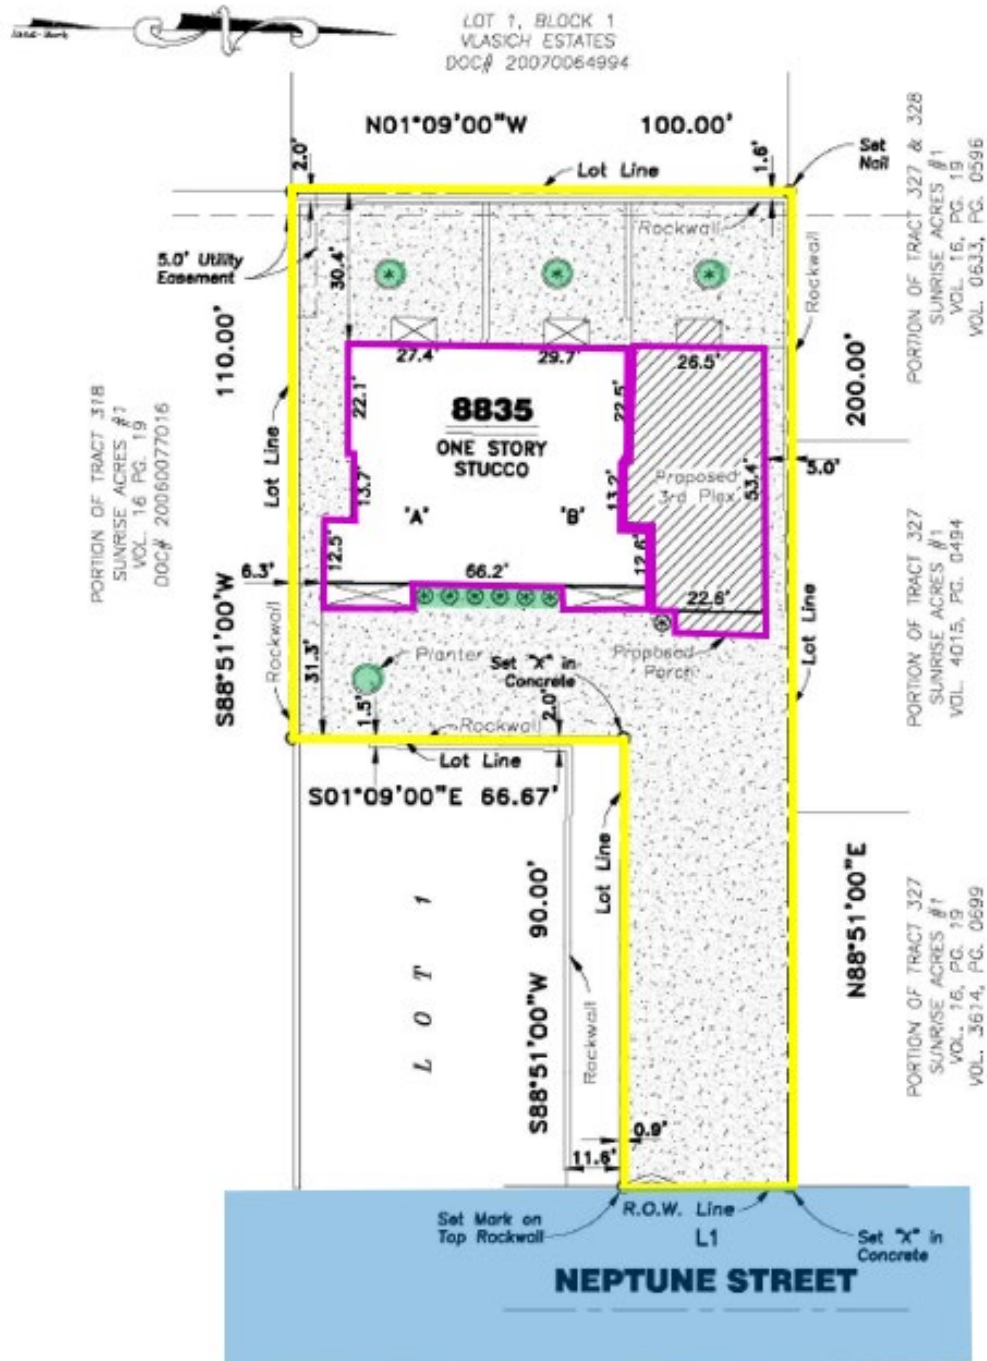 LOT 1, BLOCK 1
VLASICH ESTATES
DOC# 20070064994
N01°09'00"W
100.00'
2.0'
1.6'
Set
Nail
Lot Line
Rockwall
5.0' Utility
Easement
30.4'
Rockwall
PORTION OF TRACT 327 & 328
SUNRISE ACRES #1
VOL. 16, PG. 19
VOL. 0633, PG. 0596
110.00'
Lot Line
27.4'
29.7'
26.5'
22.1'
22.5'
200.00'
8835
ONE STORY
STUCCO
PORTION OF TRACT 318
SUNRISE ACRES #1
VOL. 16 PG. 19
DOC# 20060077016
13.7'
"A"
"B"
13.2'
Proposed
3rd Plex
53.4'
5.0'
12.5'
12.6'
6.3'
66.2'
22.6'
PORTION OF TRACT 327
SUNRISE ACRES #1
VOL. 4015, PG. 0494
S88°51'00"W
Rockwall
31.3'
Planter
Set "X" in
Concrete
Proposed
Porch
Lot Line
1.5'
Rockwall
2.0'
Lot Line
S01°09'00"E 66.67'
Lot Line
LOT 1
S88°51'00"W 90.00'
Rockwall
N88°51'00"E
PORTION OF TRACT 327
SUNRISE ACRES #1
VOL. 16, PG. 19
VOL. 3614, PG. 0699
0.9'
11.6'
Set Mark on
Top Rockwall
R.O.W. Line
L1
Set "X" in
Concrete
NEPTUNE STREET